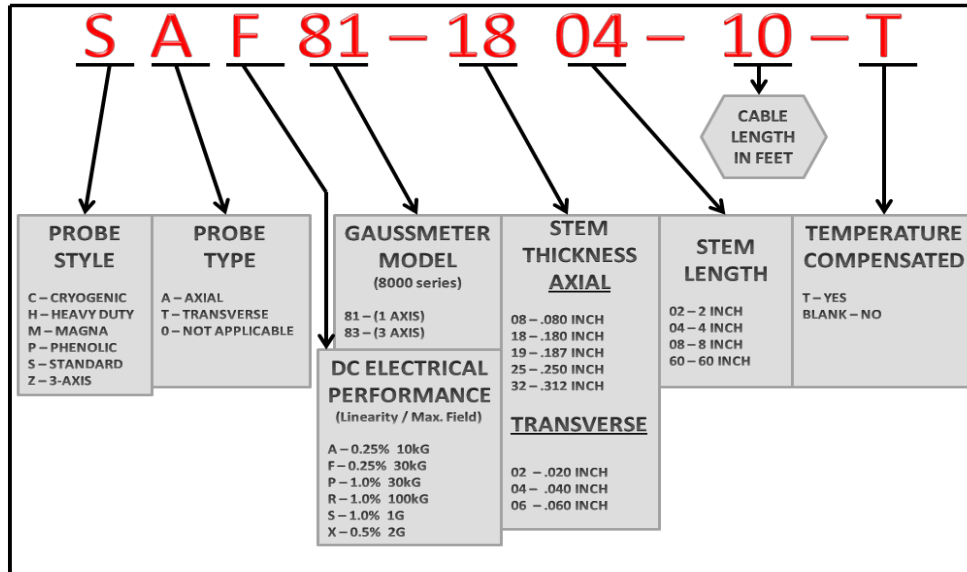 S A F 81 – 18 04 – 10 – T
CABLE
LENGTH
IN FEET
PROBE
STYLE
C – CRYOGENIC
H – HEAVY DUTY
M – MAGNA
P – PHENOLIC
S – STANDARD
Z – 3-AXIS
PROBE
TYPE
A – AXIAL
T – TRANSVERSE
0 – NOT APPLICABLE
GAUSSMETER
MODEL
(8000 series)
81 – (1 AXIS)
83 – (3 AXIS)
DC ELECTRICAL
PERFORMANCE
(Linearity / Max. Field)
A – 0.25% 10kG
F – 0.25% 30kG
P – 1.0% 30kG
R – 1.0% 100kG
S – 1.0% 1G
X – 0.5% 2G
STEM
THICKNESS
AXIAL
08 – .080 INCH
18 – .180 INCH
19 – .187 INCH
25 – .250 INCH
32 – .312 INCH
TRANSVERSE
02 – .020 INCH
04 – .040 INCH
06 – .060 INCH
STEM
LENGTH
02 – 2 INCH
04 – 4 INCH
08 – 8 INCH
60 – 60 INCH
TEMPERATURE
COMPENSATED
T – YES
BLANK – NO